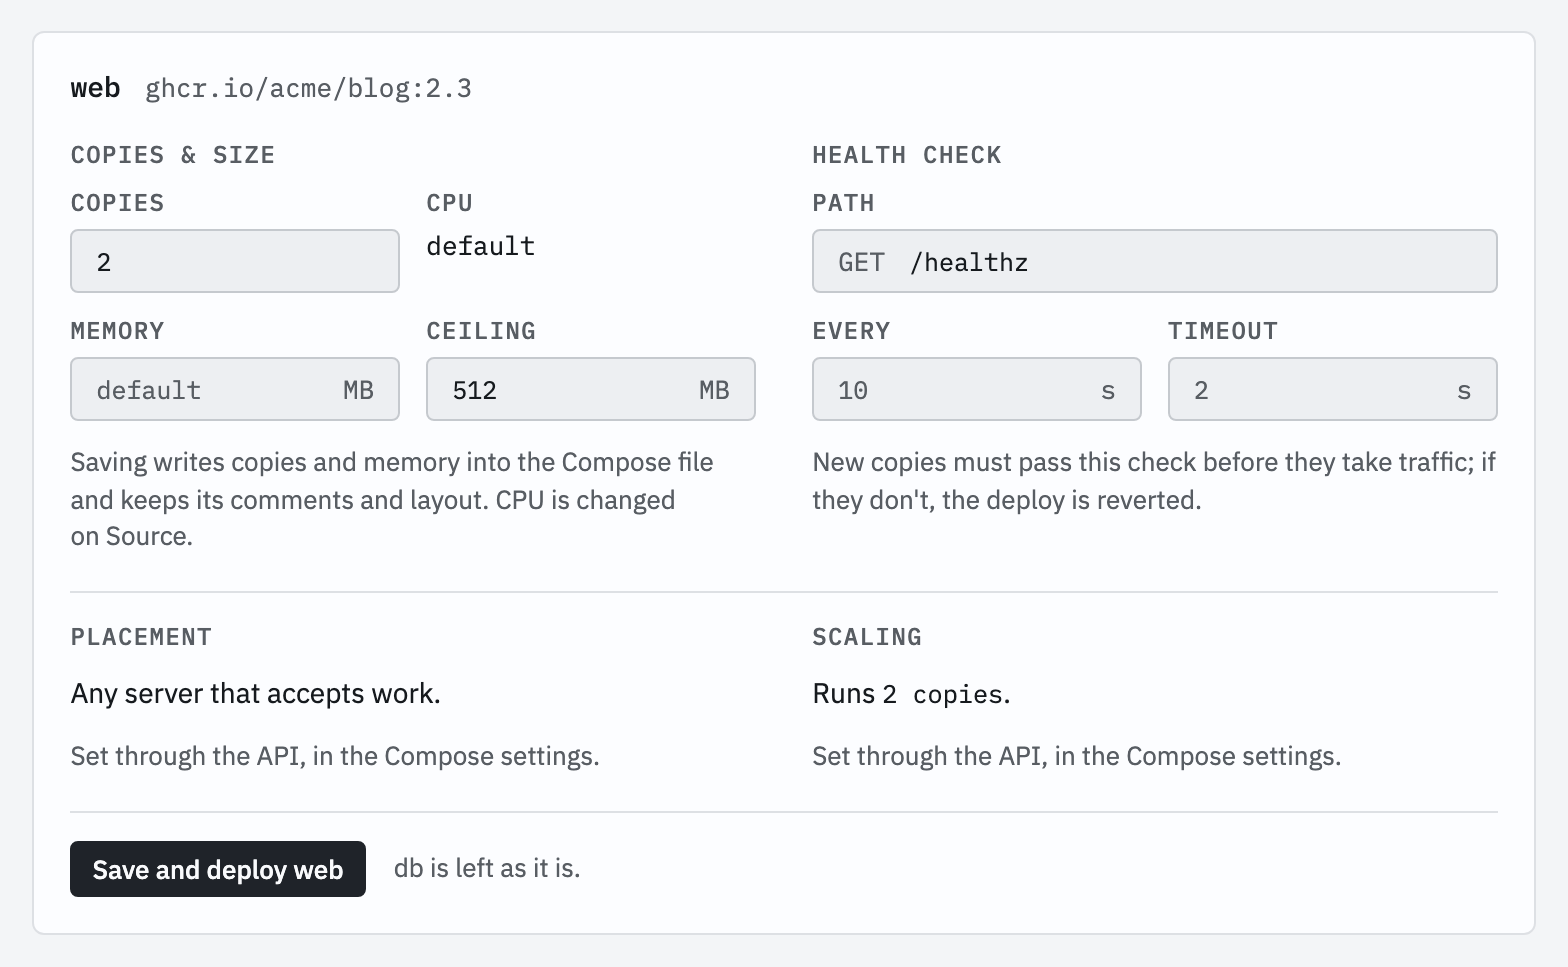 web ghcr.io/acme/blog:2.3
COPIES & SIZE
COPIES
2
CPU
default
MEMORY
default MB
CEILING
512 MB
Saving writes copies and memory into the Compose file
and keeps its comments and layout. CPU is changed
on Source.
HEALTH CHECK
PATH
GET /healthz
EVERY
10 s
TIMEOUT
2 s
New copies must pass this check before they take traffic; if
they don't, the deploy is reverted.
PLACEMENT
Any server that accepts work.
Set through the API, in the Compose settings.
SCALING
Runs 2 copies.
Set through the API, in the Compose settings.
Save and deploy web
db is left as it is.